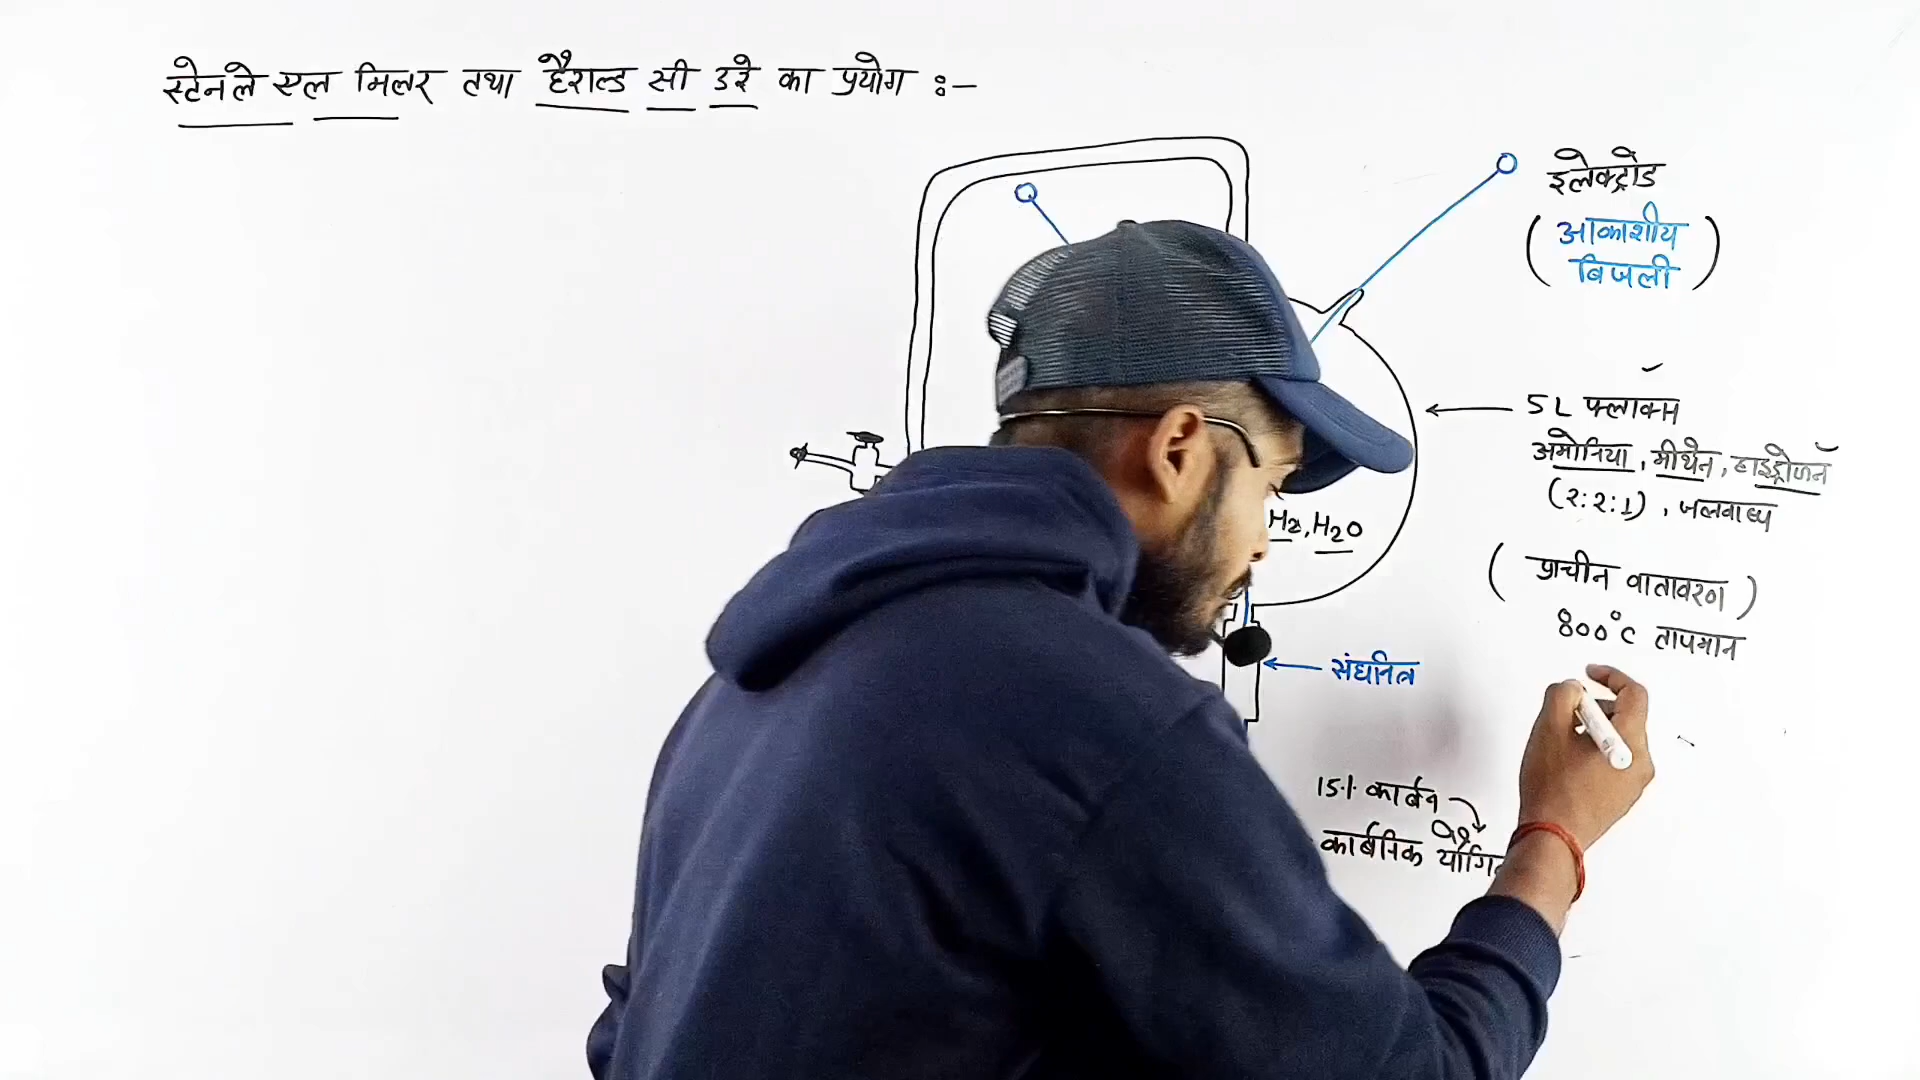 स्टेनले एल मिलर तथा हैराल्ड सी उरे का प्रयोग :-
इलेक्ट्रोड
(आकाशीय
बिजली)
5L फ्लाक्स
अमोनिया, मीथेन, हाइड्रोजन
(2:2:1), जलवाष्प
H2, H2O
(प्राचीन वातावरण)
800°C तापमान
संघनित्र
15% कार्बन
कार्बनिक